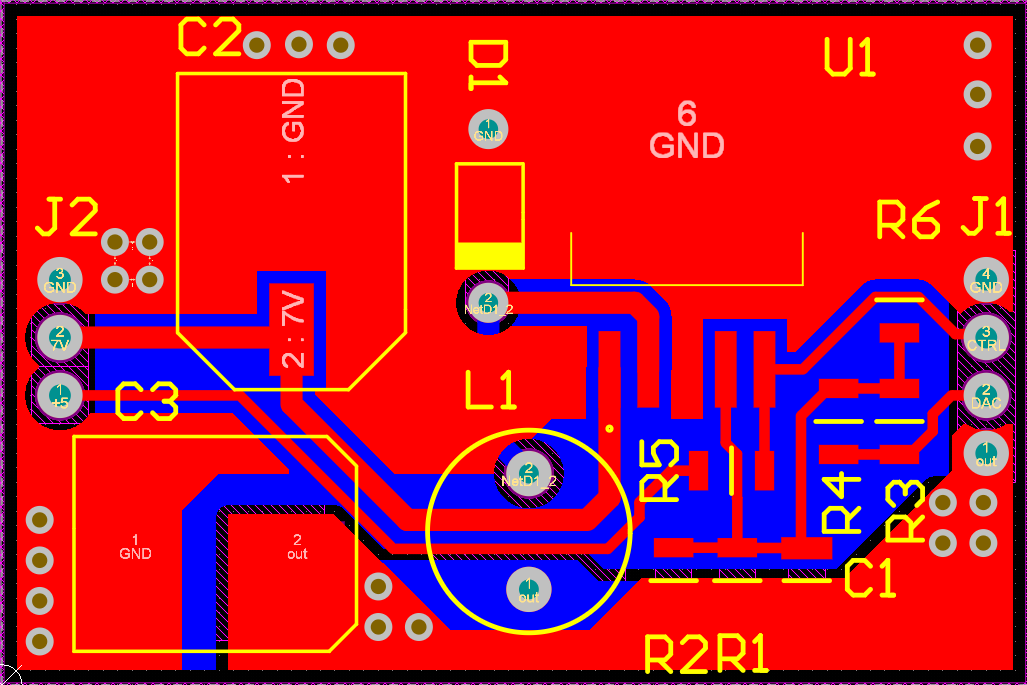 C2
D1
U1
1 : GND
1
GND
6
GND
J2
R6
J1
3
GND
4
GND
2
7V
2 : 7V
2
NetD1_2
3
CTRL
1
+5
C3
L1
2
DAC
R5
2
NetD1_2
1
out
R4
R3
1
GND
2
out
1
out
C1
R2
R1